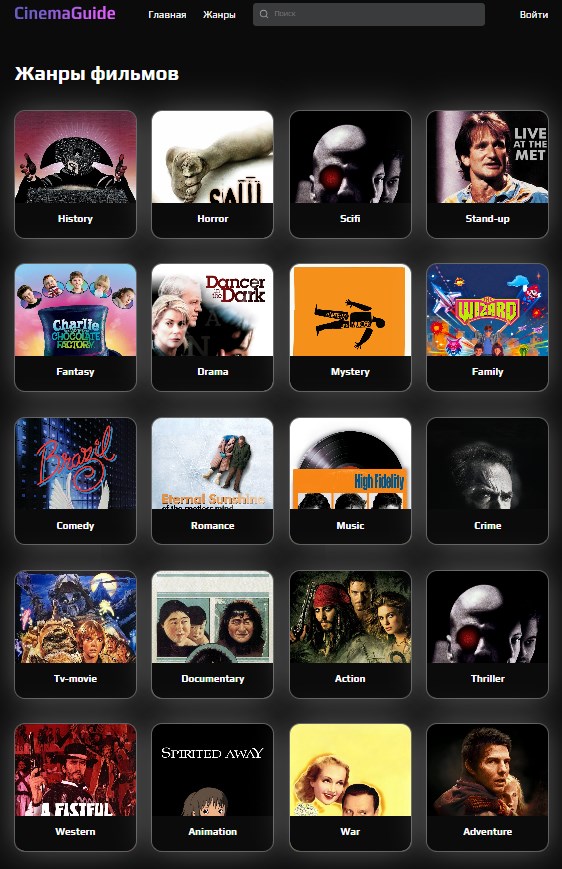 CinemaGuide Главная Жанры Поиск Войти
Жанры фильмов
SAW
LIVE
AT THE
MET
History Horror Scifi Stand-up
Charlie
CHOCOLATE
FACTORY
Dancer
in the
Dark
THE
WIZARD
Fantasy Drama Mystery Family
Brazil
Eternal Sunshine
of the spotless mind
High Fidelity
Comedy Romance Music Crime
Tv-movie Documentary Action Thriller
A FISTFUL
SPIRITED AWAY
Western Animation War Adventure